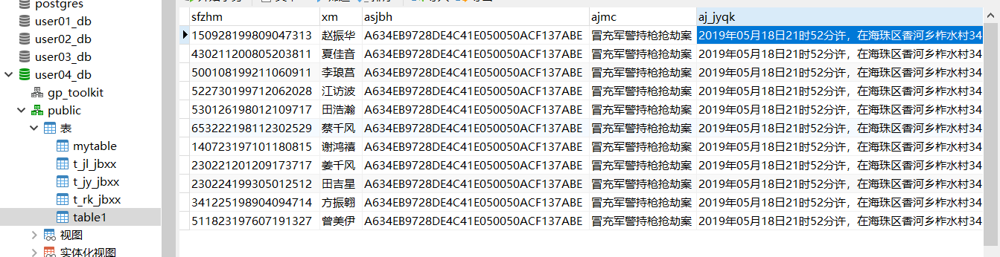 postgres
user01_db
user02_db
user03_db
user04_db
gp_toolkit
public
表
mytable
t_jl_jbxx
t_jy_jbxx
t_rk_jbxx
table1
视图
实体化视图
sfzhm xm asjbh ajmc aj_jyqk
150928199809047313 赵振华 A634EB9728DE4C41E050050ACF137ABE 冒充军警持枪抢劫案 2019年05月18日21时52分许，在海珠区香河乡柞水村34
430211200805203811 夏佳音 A634EB9728DE4C41E050050ACF137ABE 冒充军警持枪抢劫案 2019年05月18日21时52分许，在海珠区香河乡柞水村34
500108199211060911 李琅莒 A634EB9728DE4C41E050050ACF137ABE 冒充军警持枪抢劫案 2019年05月18日21时52分许，在海珠区香河乡柞水村34
522730199712062028 江访波 A634EB9728DE4C41E050050ACF137ABE 冒充军警持枪抢劫案 2019年05月18日21时52分许，在海珠区香河乡柞水村34
530126198012109717 田浩瀚 A634EB9728DE4C41E050050ACF137ABE 冒充军警持枪抢劫案 2019年05月18日21时52分许，在海珠区香河乡柞水村34
653222198112302529 蔡千风 A634EB9728DE4C41E050050ACF137ABE 冒充军警持枪抢劫案 2019年05月18日21时52分许，在海珠区香河乡柞水村34
140723197101180815 谢鸿禧 A634EB9728DE4C41E050050ACF137ABE 冒充军警持枪抢劫案 2019年05月18日21时52分许，在海珠区香河乡柞水村34
230221201209173717 姜千风 A634EB9728DE4C41E050050ACF137ABE 冒充军警持枪抢劫案 2019年05月18日21时52分许，在海珠区香河乡柞水村34
230224199305012512 田吉星 A634EB9728DE4C41E050050ACF137ABE 冒充军警持枪抢劫案 2019年05月18日21时52分许，在海珠区香河乡柞水村34
341225198904094714 方振翱 A634EB9728DE4C41E050050ACF137ABE 冒充军警持枪抢劫案 2019年05月18日21时52分许，在海珠区香河乡柞水村34
511823197607191327 曾美伊 A634EB9728DE4C41E050050ACF137ABE 冒充军警持枪抢劫案 2019年05月18日21时52分许，在海珠区香河乡柞水村34